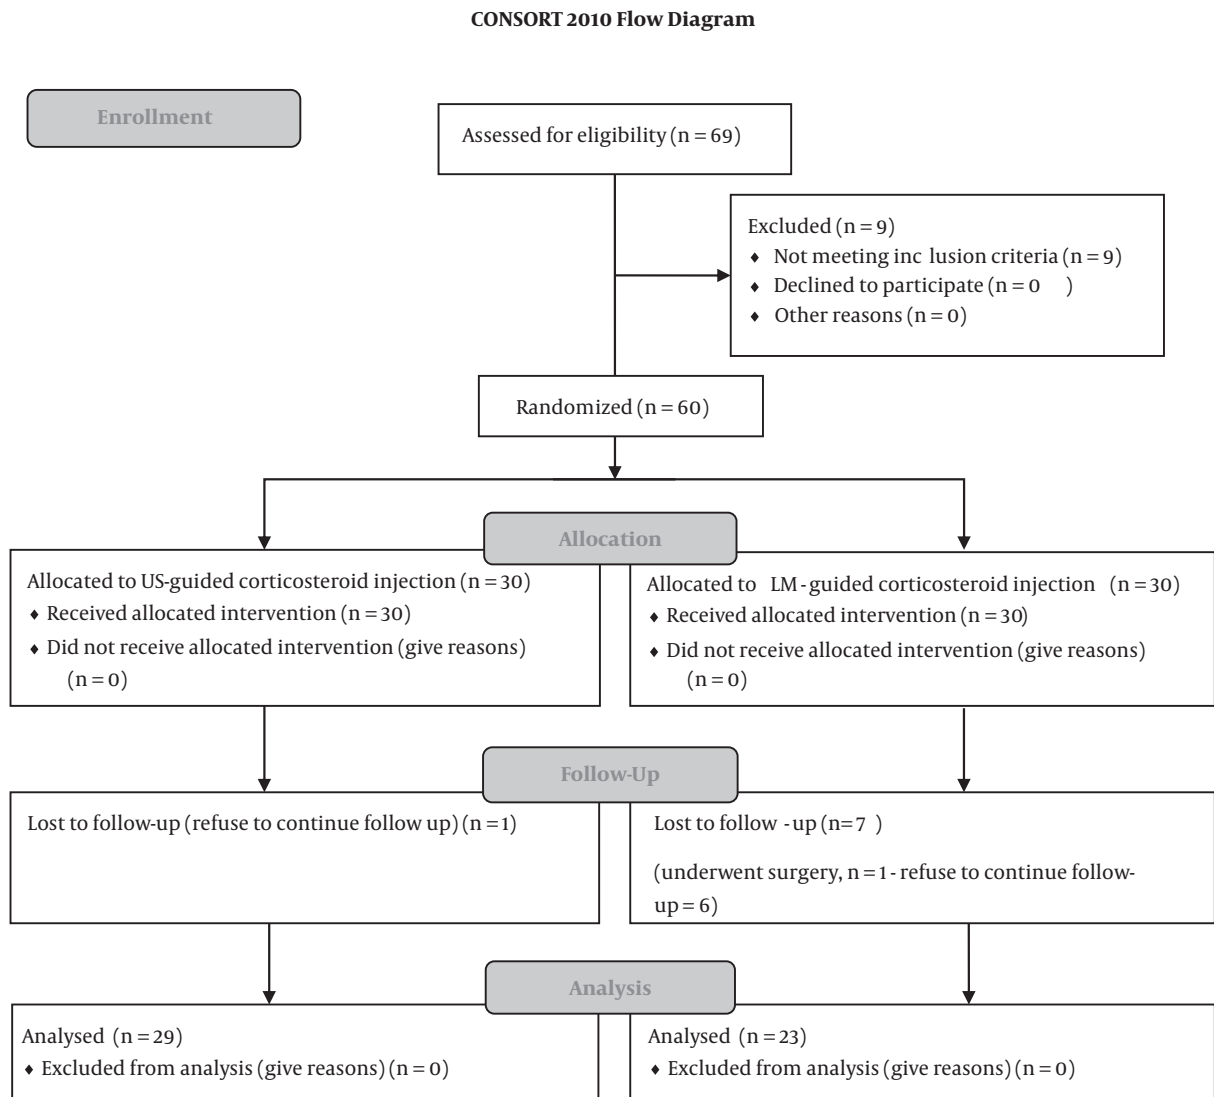 CONSORT 2010 Flow Diagram
Enrollment
Assessed for eligibility (n = 69)
Excluded (n = 9)
♦ Not meeting inc lusion criteria (n = 9)
♦ Declined to participate (n = 0 )
♦ Other reasons (n = 0)
Randomized (n = 60)
Allocation
Allocated to US-guided corticosteroid injection (n = 30)
♦ Received allocated intervention (n = 30)
♦ Did not receive allocated intervention (give reasons)
(n = 0)
Allocated to LM - guided corticosteroid injection (n = 30)
♦ Received allocated intervention (n = 30)
♦ Did not receive allocated intervention (give reasons)
(n = 0)
Follow-Up
Lost to follow-up (refuse to continue follow up) (n = 1)
Lost to follow - up (n= 7 )
(underwent surgery, n = 1 - refuse to continue follow-
up = 6)
Analysis
Analysed (n = 29)
♦ Excluded from analysis (give reasons) (n = 0)
Analysed (n = 23)
♦ Excluded from analysis (give reasons) (n = 0)